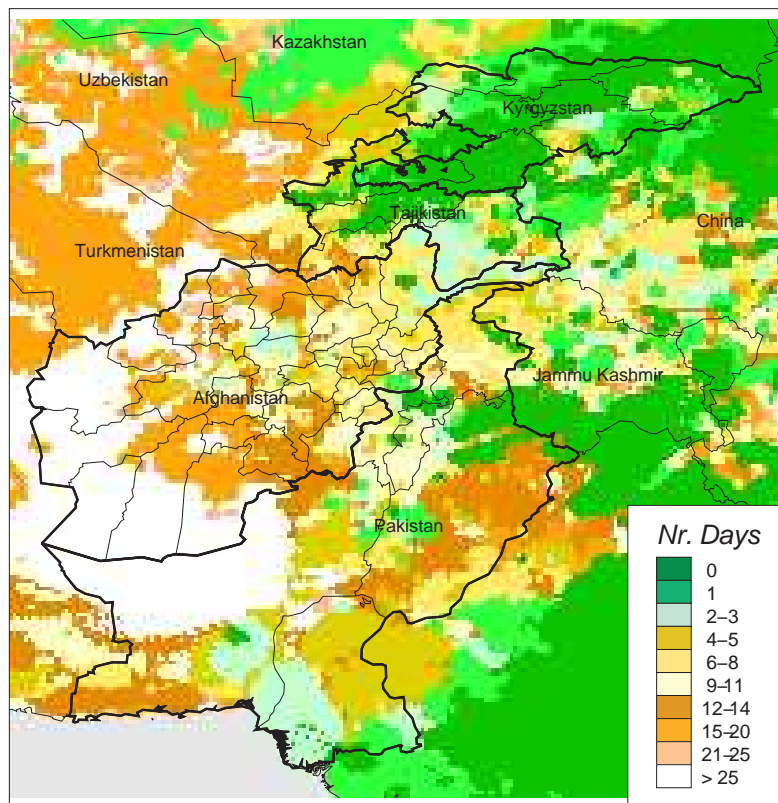 Kazakhstan
Uzbekistan
Kyrgyzstan
Tajikistan
China
Turkmenistan
Jammu Kashmir
Afghanistan
Pakistan
Nr. Days
0
1
2–3
4–5
6–8
9–11
12–14
15–20
21–25
> 25